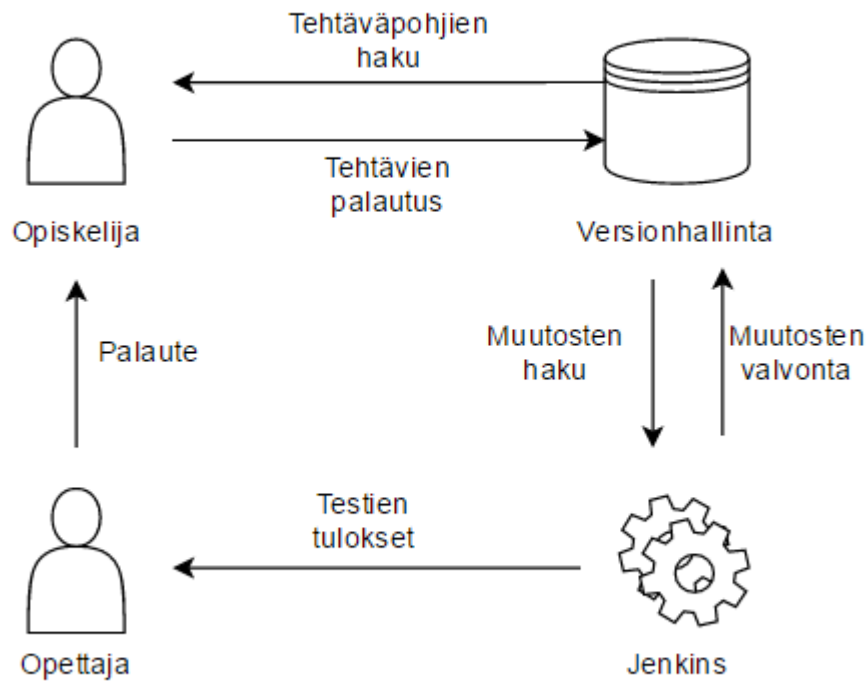 Tehtäväpohjien
haku
Tehtävien
palautus
Opiskelija
Versionhallinta
Palaute
Muutosten
haku
Muutosten
valvonta
Testien
tulokset
Opettaja
Jenkins